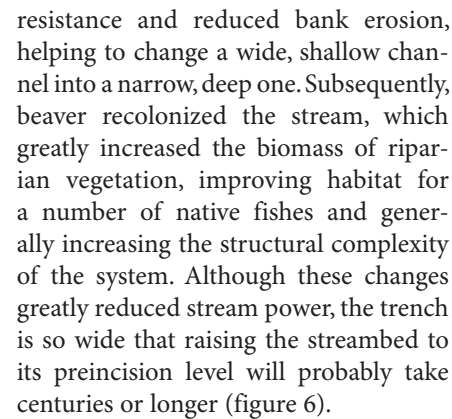 resistance and reduced bank erosion,
helping to change a wide, shallow chan-
nel into a narrow, deep one. Subsequently,
beaver recolonized the stream, which
greatly increased the biomass of ripar-
ian vegetation, improving habitat for
a number of native fishes and gener-
ally increasing the structural complexity
of the system. Although these changes
greatly reduced stream power, the trench
is so wide that raising the streambed to
its preincision level will probably take
centuries or longer (figure 6).